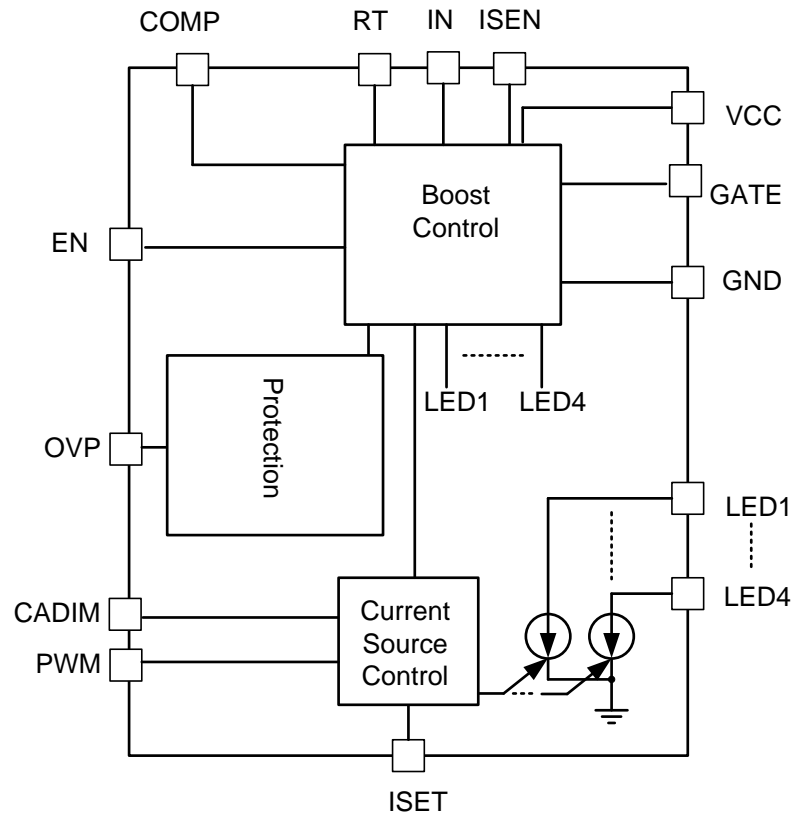 COMP
RT
IN
ISEN
VCC
Boost
Control
GATE
EN
GND
Protection
LED1
LED4
OVP
LED1
LED4
CADIM
PWM
Current
Source
Control
ISET